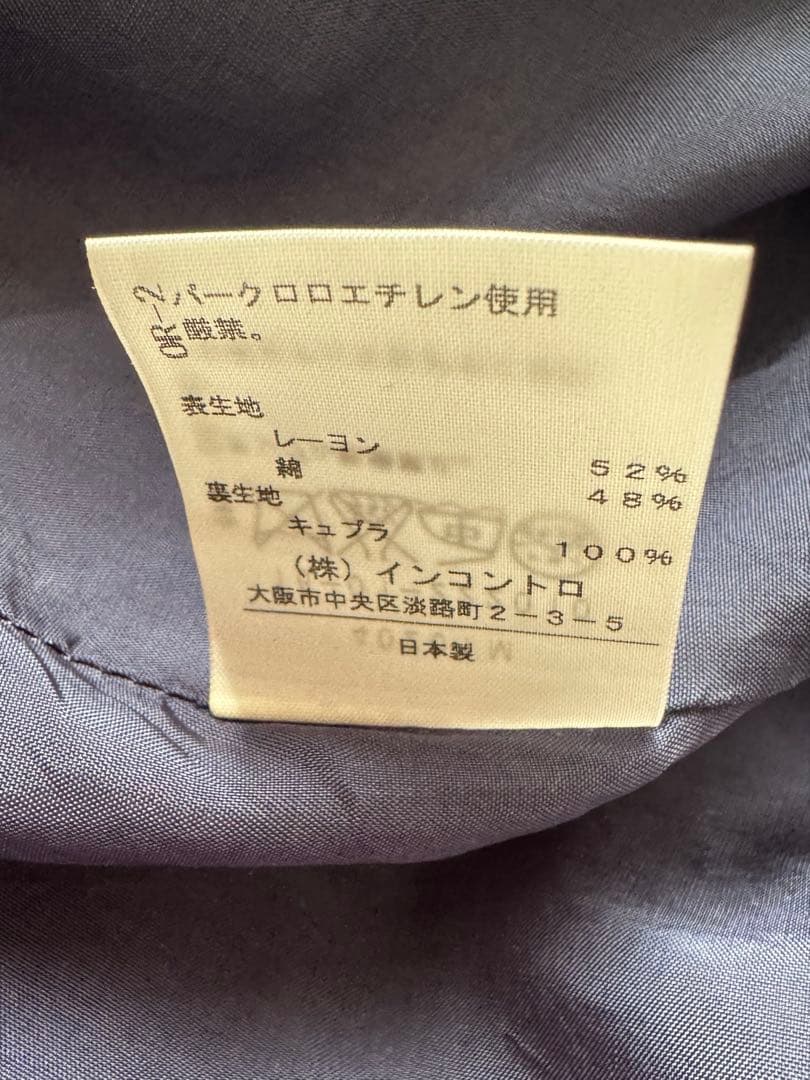 パークロロエチレン使用
厳禁。
OR-2
表生地
レーヨン 52%
綿 48%
裏生地
キュプラ 100%
(株)インコントロ
大阪市中央区淡路町2-3-5
日本製